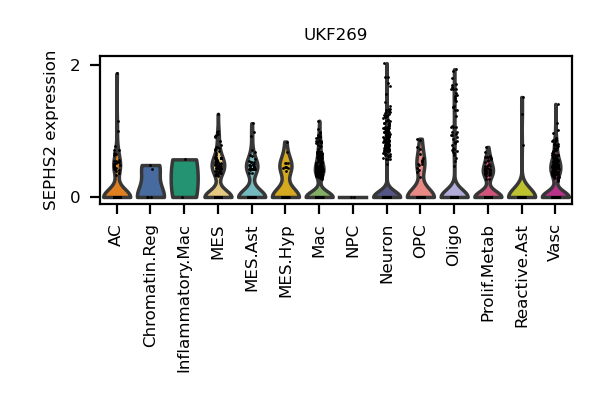 UKF269
SEPHS2 expression
2
0
AC
Chromatin.Reg
Inflammatory.Mac
MES
MES.Ast
MES.Hyp
Mac
NPC
Neuron
OPC
Oligo
Prolif.Metab
Reactive.Ast
Vasc